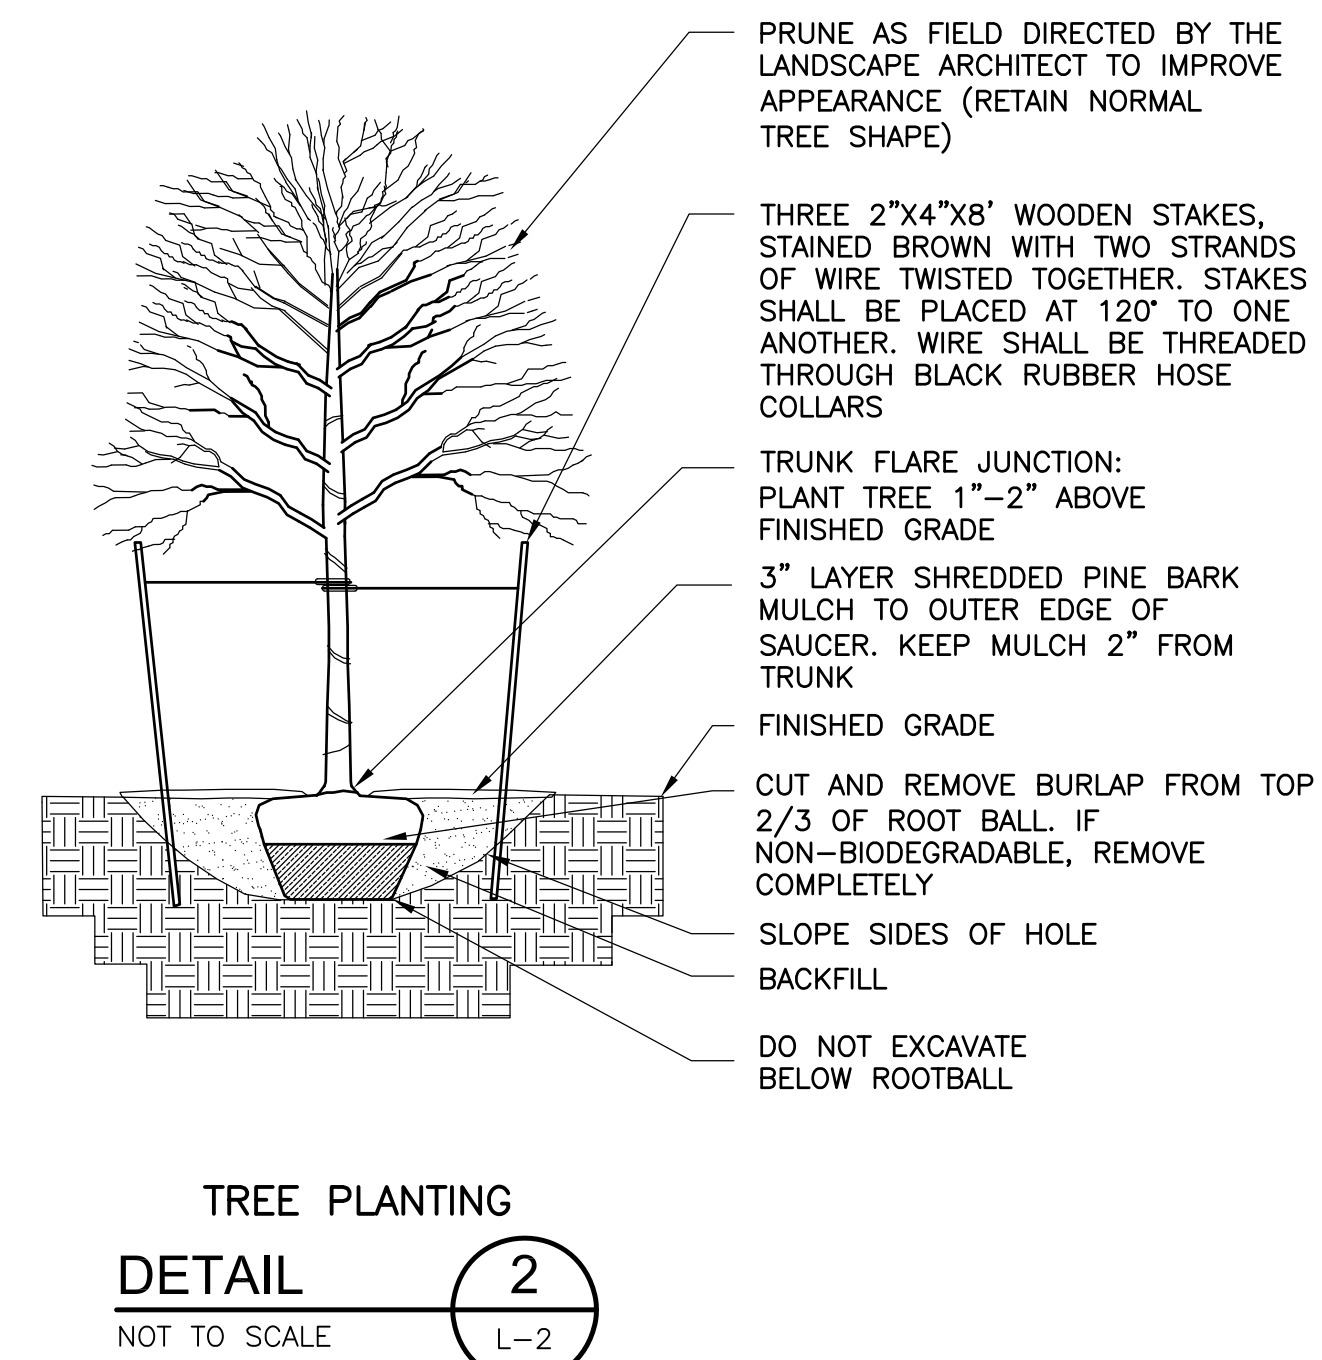 PRUNE AS FIELD DIRECTED BY THE
LANDSCAPE ARCHITECT TO IMPROVE
APPEARANCE (RETAIN NORMAL
TREE SHAPE)
THREE 2"X4"X8' WOODEN STAKES,
STAINED BROWN WITH TWO STRANDS
OF WIRE TWISTED TOGETHER. STAKES
SHALL BE PLACED AT 120° TO ONE
ANOTHER. WIRE SHALL BE THREADED
THROUGH BLACK RUBBER HOSE
COLLARS
TRUNK FLARE JUNCTION:
PLANT TREE 1"-2" ABOVE
FINISHED GRADE
3" LAYER SHREDDED PINE BARK
MULCH TO OUTER EDGE OF
SAUCER. KEEP MULCH 2" FROM
TRUNK
FINISHED GRADE
CUT AND REMOVE BURLAP FROM TOP
2/3 OF ROOT BALL. IF
NON-BIODEGRADABLE, REMOVE
COMPLETELY
SLOPE SIDES OF HOLE
BACKFILL
DO NOT EXCAVATE
BELOW ROOTBALL
TREE PLANTING
DETAIL
2
NOT TO SCALE
L-2